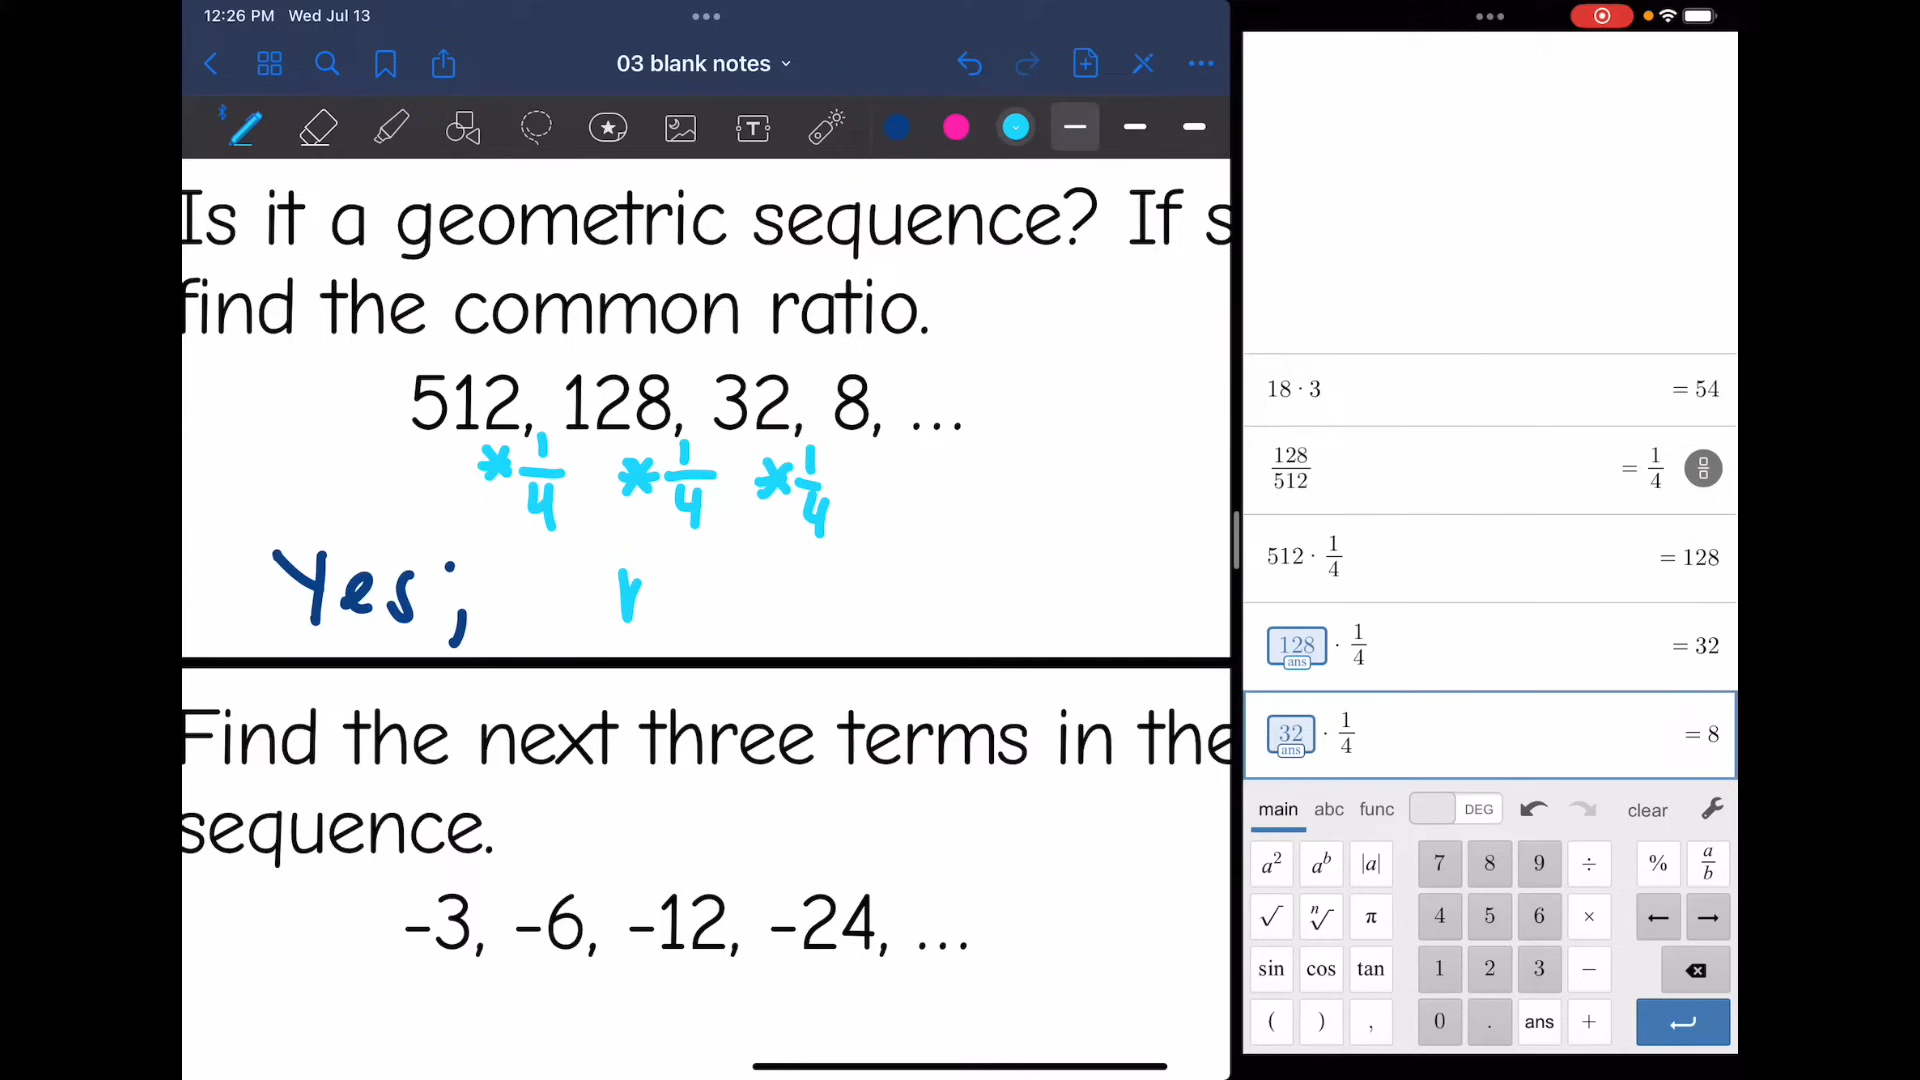 12:26 PM Wed Jul 13
03 blank notes
T
Is it a geometric sequence? If s
find the common ratio.
512, 128, 32, 8, ...
*1/4 *1/4 *1/4
Yes; r
Find the next three terms in the
sequence.
-3, -6, -12, -24, ...
18 · 3 = 54
128/512 = 1/4
512 · 1/4 = 128
128 ans · 1/4 = 32
32 ans · 1/4 = 8
main abc func DEG clear
a² aᵇ |a| 7 8 9 ÷ % a/b
√ ⁿ√ π 4 5 6 × ← →
sin cos tan 1 2 3 −
( ) , 0 . ans +